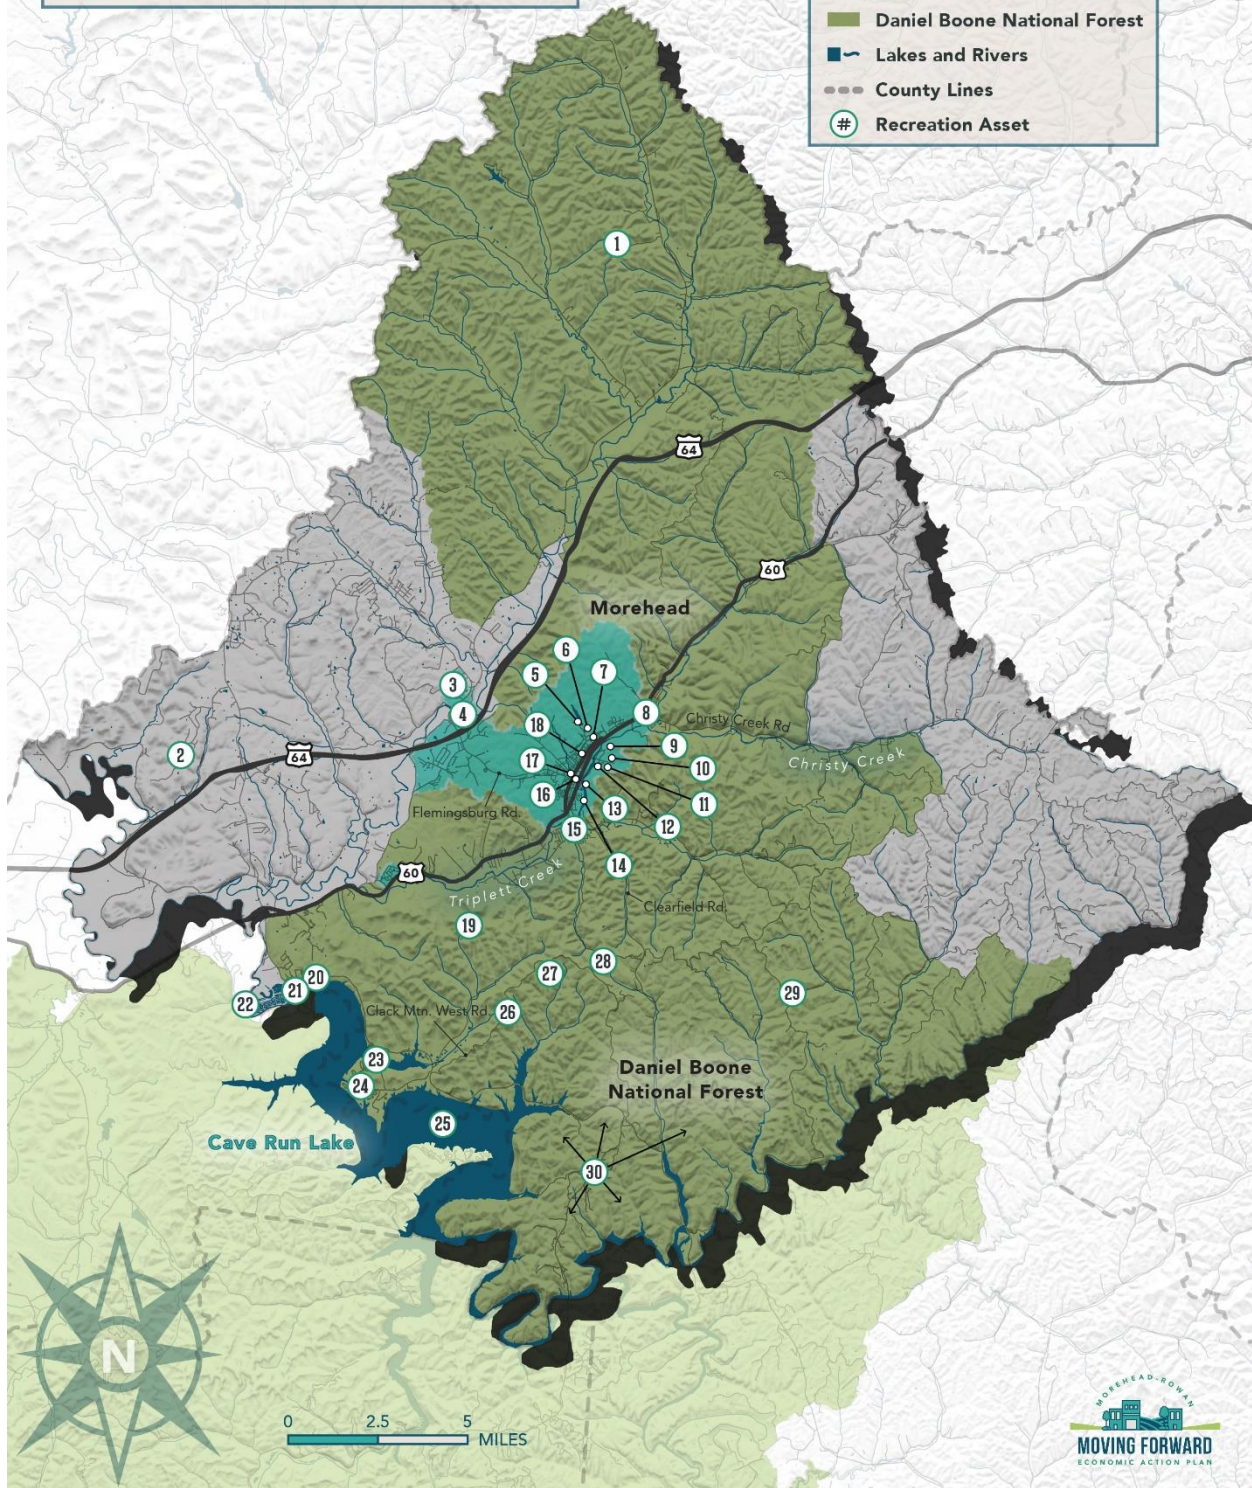 Daniel Boone National Forest
Lakes and Rivers
County Lines
# Recreation Asset
1
64
60
Morehead
6
5
7
3
4
8
18
Christy Creek Rd
2
64
9
Christy Creek
17
10
16
11
Flemingsburg Rd.
13
15
12
14
60
Triplett Creek
Clearfield Rd.
19
28
27
20
21
22
29
Clack Mtn. West Rd.
26
23
24
Daniel Boone
National Forest
25
Cave Run Lake
30
N
0 2.5 5
MILES
MOREHEAD-ROWAN
MOVING FORWARD
ECONOMIC ACTION PLAN